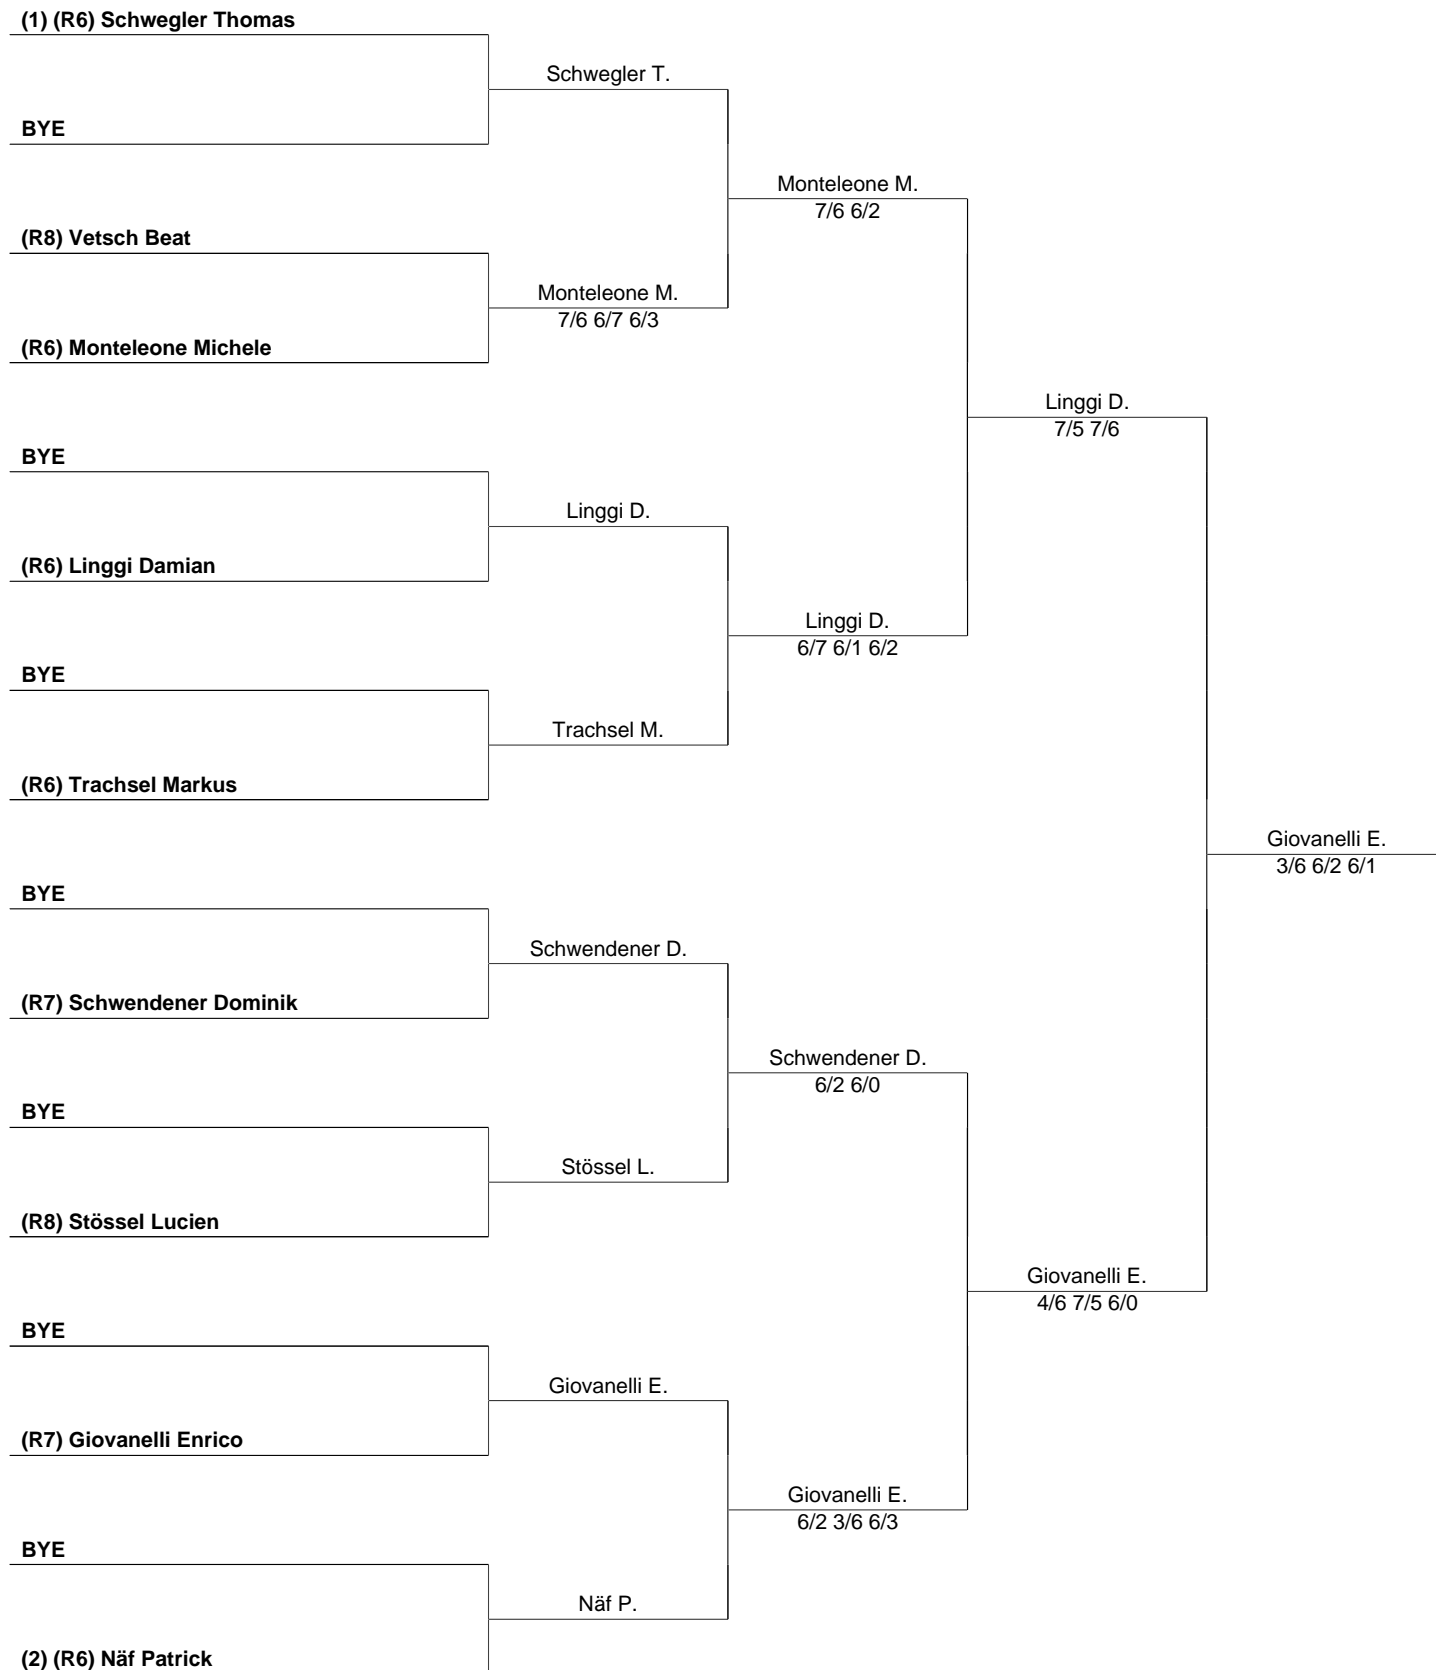 (1) (R6) Schwegler Thomas
Schwegler T.
BYE
Monteleone M.
7/6 6/2
(R8) Vetsch Beat
Monteleone M.
7/6 6/7 6/3
(R6) Monteleone Michele
Linggi D.
7/5 7/6
BYE
Linggi D.
(R6) Linggi Damian
Linggi D.
6/7 6/1 6/2
BYE
Trachsel M.
(R6) Trachsel Markus
Giovanelli E.
3/6 6/2 6/1
BYE
Schwendener D.
(R7) Schwendener Dominik
Schwendener D.
6/2 6/0
BYE
Stössel L.
(R8) Stössel Lucien
Giovanelli E.
4/6 7/5 6/0
BYE
Giovanelli E.
(R7) Giovanelli Enrico
Giovanelli E.
6/2 3/6 6/3
BYE
Näf P.
(2) (R6) Näf Patrick